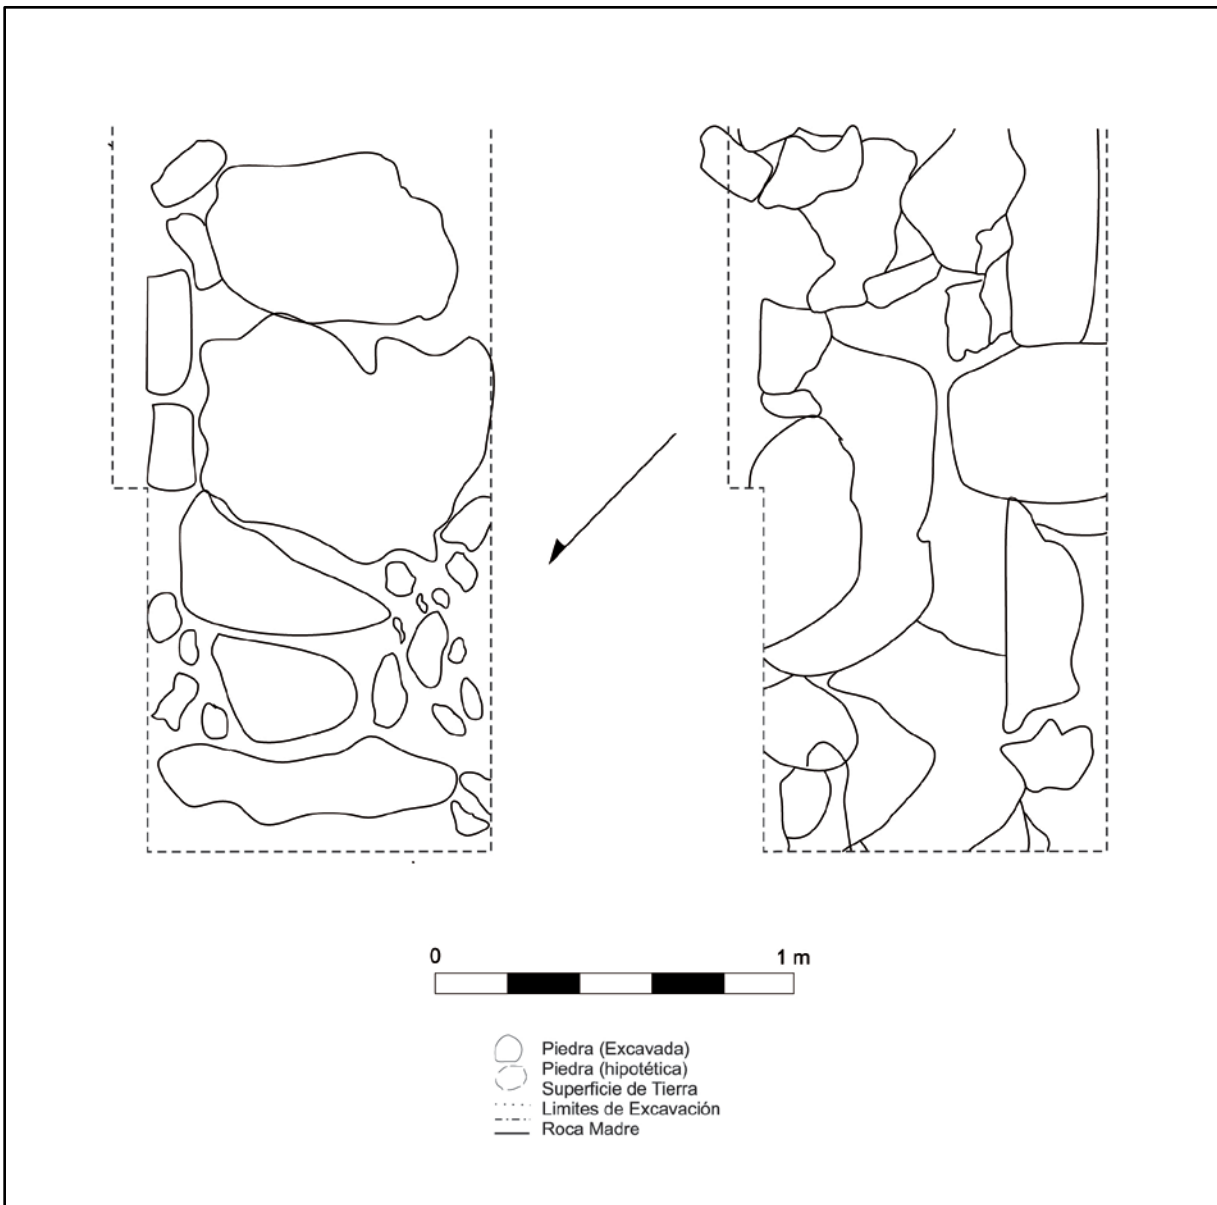 0 1 m
Piedra (Excavada)
Piedra (hipotética)
Superficie de Tierra
Limites de Excavación
Roca Madre